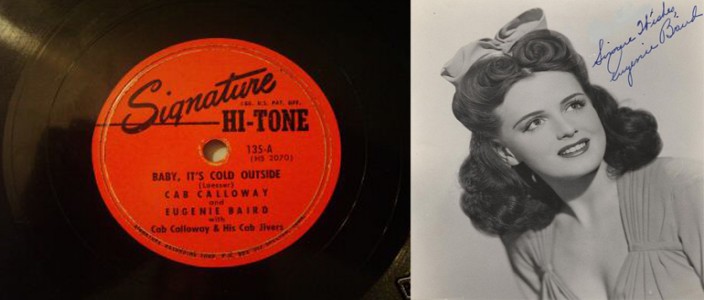 Signature
REG. U.S. PAT. OFF.
HI-TONE
135-A
(HS 2070)
BABY, IT'S COLD OUTSIDE
(Loesser)
CAB CALLOWAY
and
EUGENIE BAIRD
with
Cab Calloway & His Cab Jivers
Sincere Wishes
Eugenie Baird